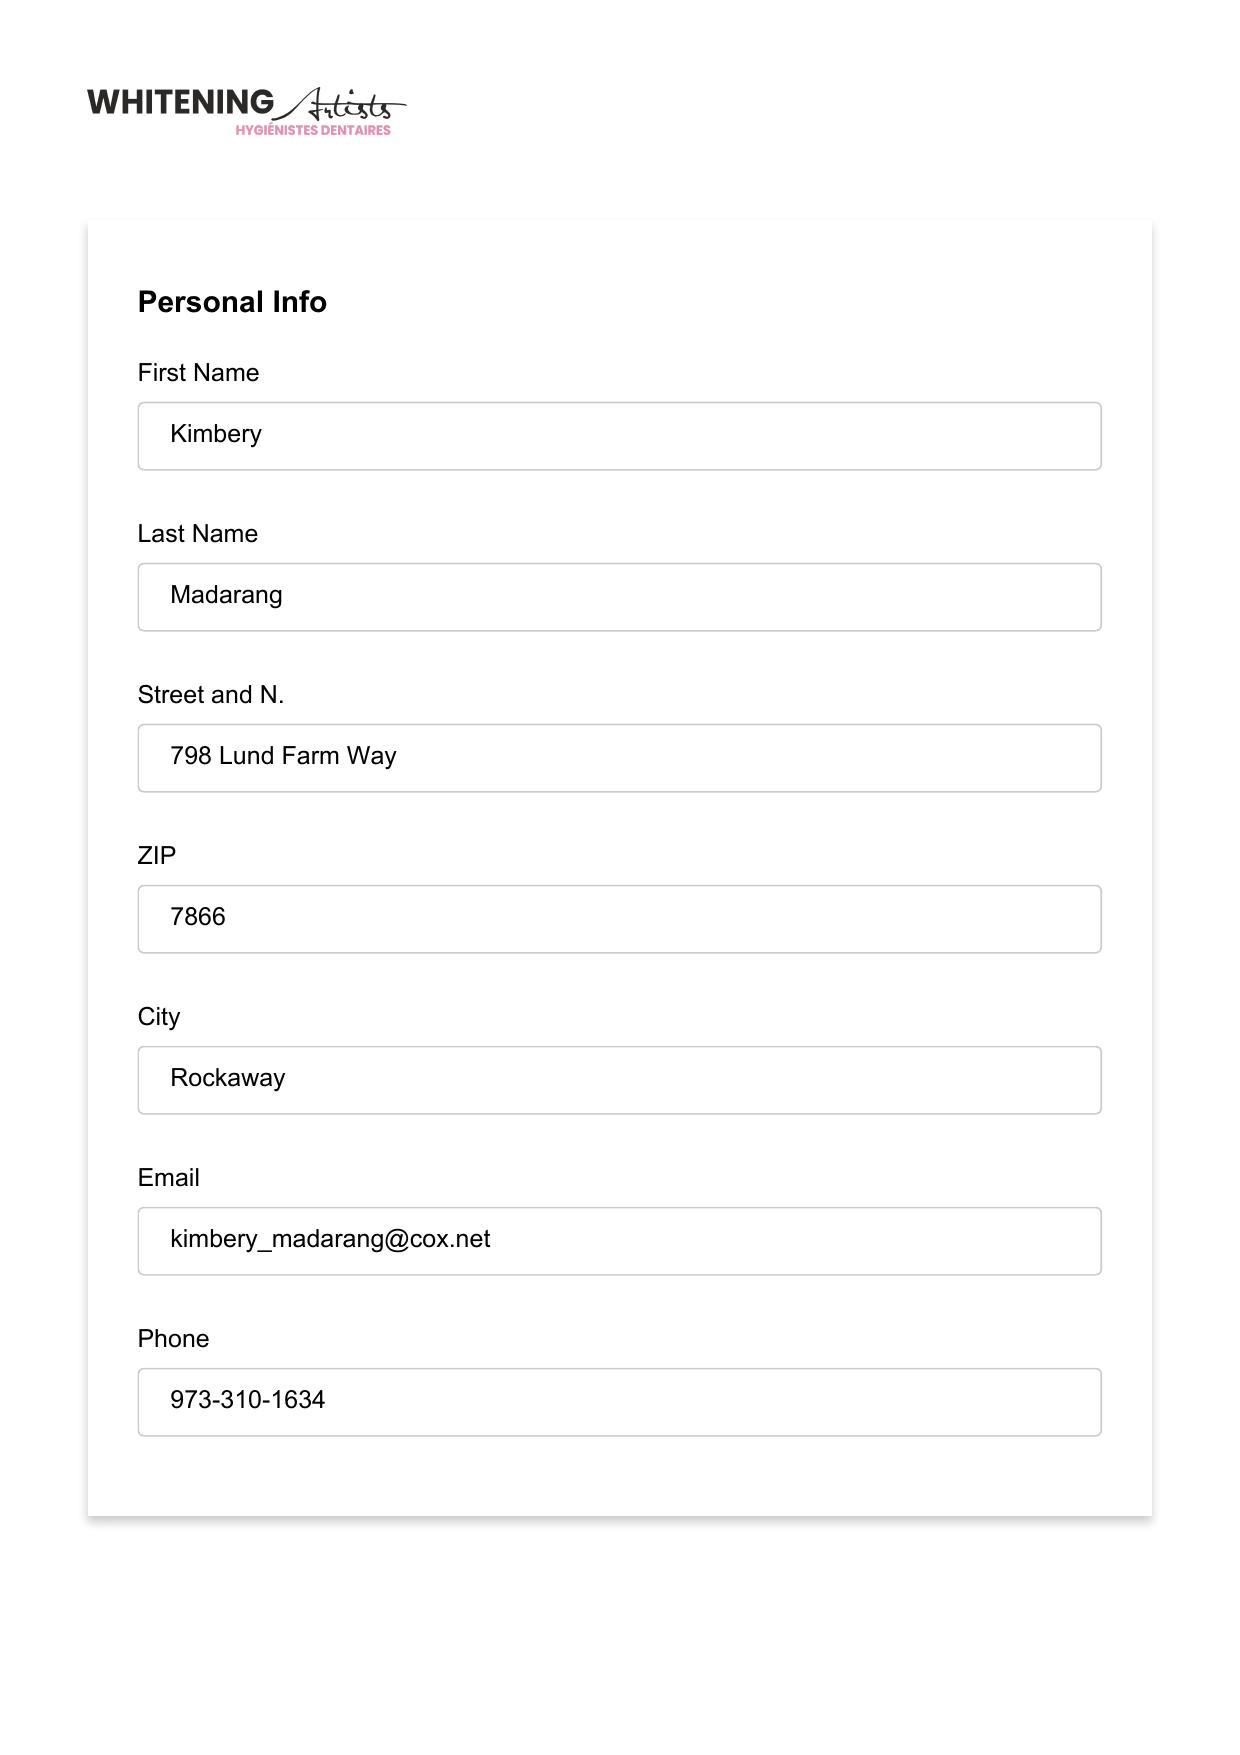 WHITENING Artists
HYGIÉNISTES DENTAIRES
Personal Info
First Name
Kimbery
Last Name
Madarang
Street and N.
798 Lund Farm Way
ZIP
7866
City
Rockaway
Email
kimbery_madarang@cox.net
Phone
973-310-1634